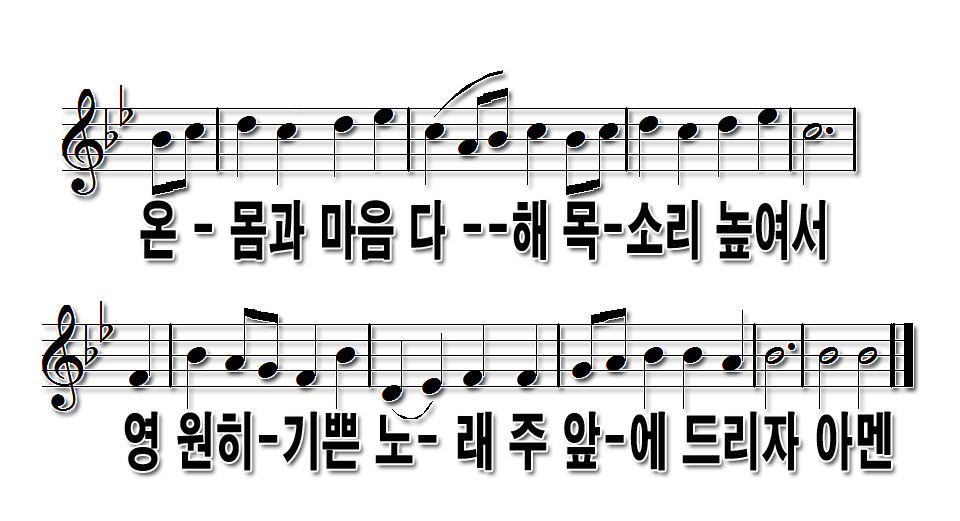 온 - 몸과 마음 다 --해 목-소리 높여서
영 원히-기쁜 노- 래 주 앞-에 드리자 아멘